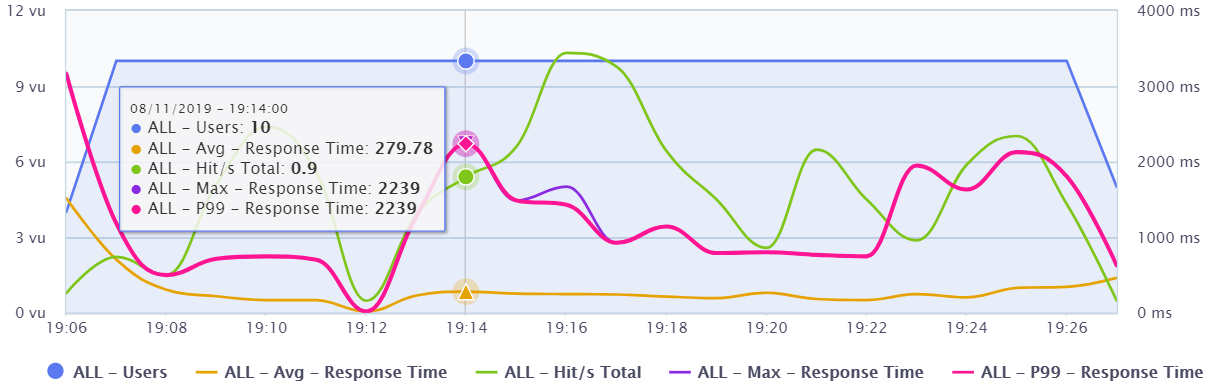 12 vu
4000 ms
9 vu
3000 ms
08/11/2019 – 19:14:00
ALL – Users: 10
ALL – Avg – Response Time: 279.78
ALL – Hit/s Total: 0.9
ALL – Max – Response Time: 2239
ALL – P99 – Response Time: 2239
6 vu
2000 ms
3 vu
1000 ms
0 vu
0 ms
19:06 19:08 19:10 19:12 19:14 19:16 19:18 19:20 19:22 19:24 19:26
ALL – Users ALL – Avg – Response Time ALL – Hit/s Total ALL – Max – Response Time ALL – P99 – Response Time